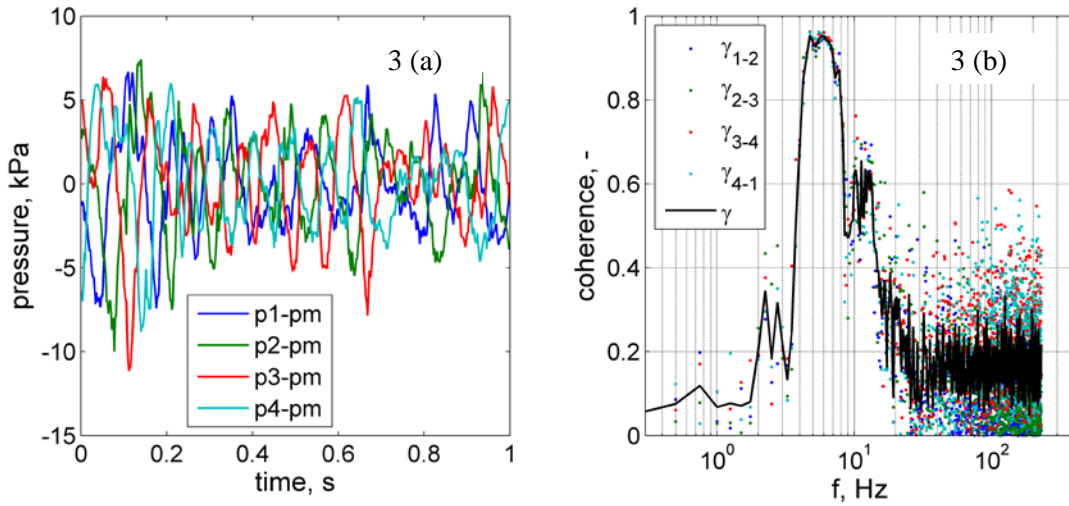 3 (a)
10
5
0
-5
-10
-15
pressure, kPa
p1-pm
p2-pm
p3-pm
p4-pm
0
0.2
0.4
0.6
0.8
1
time, s
3 (b)
1
0.8
0.6
0.4
0.2
0
coherence, -
γ1-2
γ2-3
γ3-4
γ4-1
γ
10^0
10^1
10^2
f, Hz